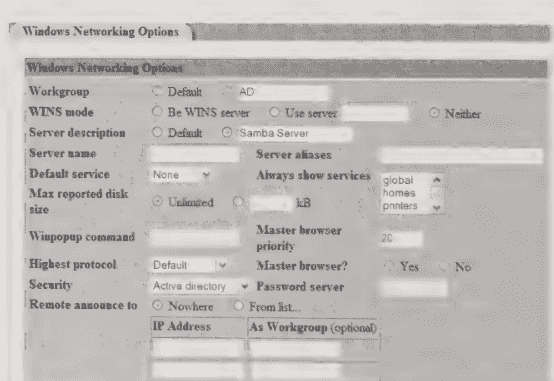 Windows Networking Options
Windows Networking Options
Workgroup Default AD
WINS mode Be WINS server Use server Neither
Server description Default Samba Server
Server name Server aliases
Default service None Always show services global
homes
printers
Max reported disk size Unlimited kB
Winpopup command Master browser priority 20
Highest protocol Default Master browser? Yes No
Security Active directory Password server
Remote announce to Nowhere From list...
IP Address As Workgroup (optional)